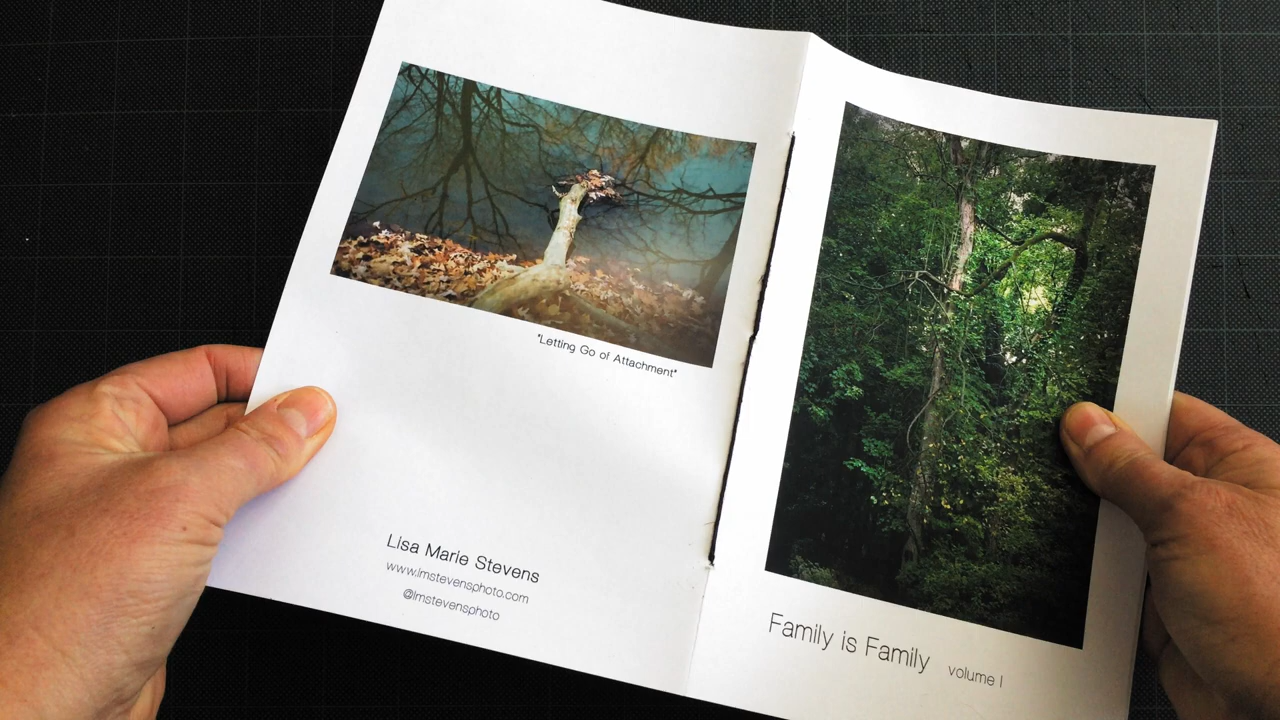 "Letting Go of Attachment"
Lisa Marie Stevens
www.lmstevensphoto.com
@lmstevensphoto
Family is Family volume I